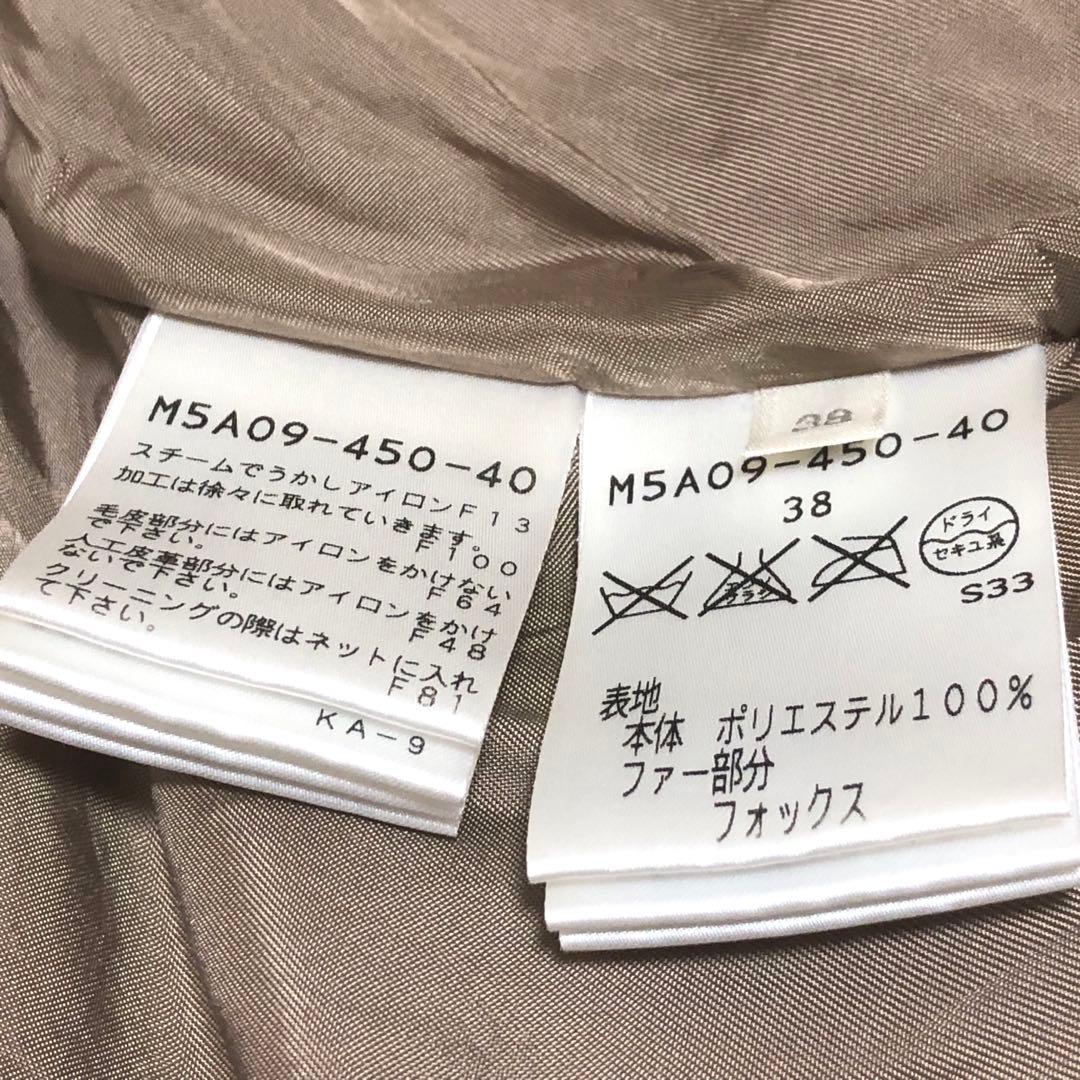 M5A09-450-40
スチームでうかしアイロンF13
加工は徐々に取れていきます。
F100
毛皮部分にはアイロンをかけない
で下さい。
F64
人工皮革部分にはアイロンをかけ
ないで下さい。
F48
クリーニングの際はネットに入れ
て下さい。
F81
KA-9
38
M5A09-450-40
38
エンソサラシ
ドライ
セキユ系
S33
表地
本体 ポリエステル100%
ファー部分
フォックス